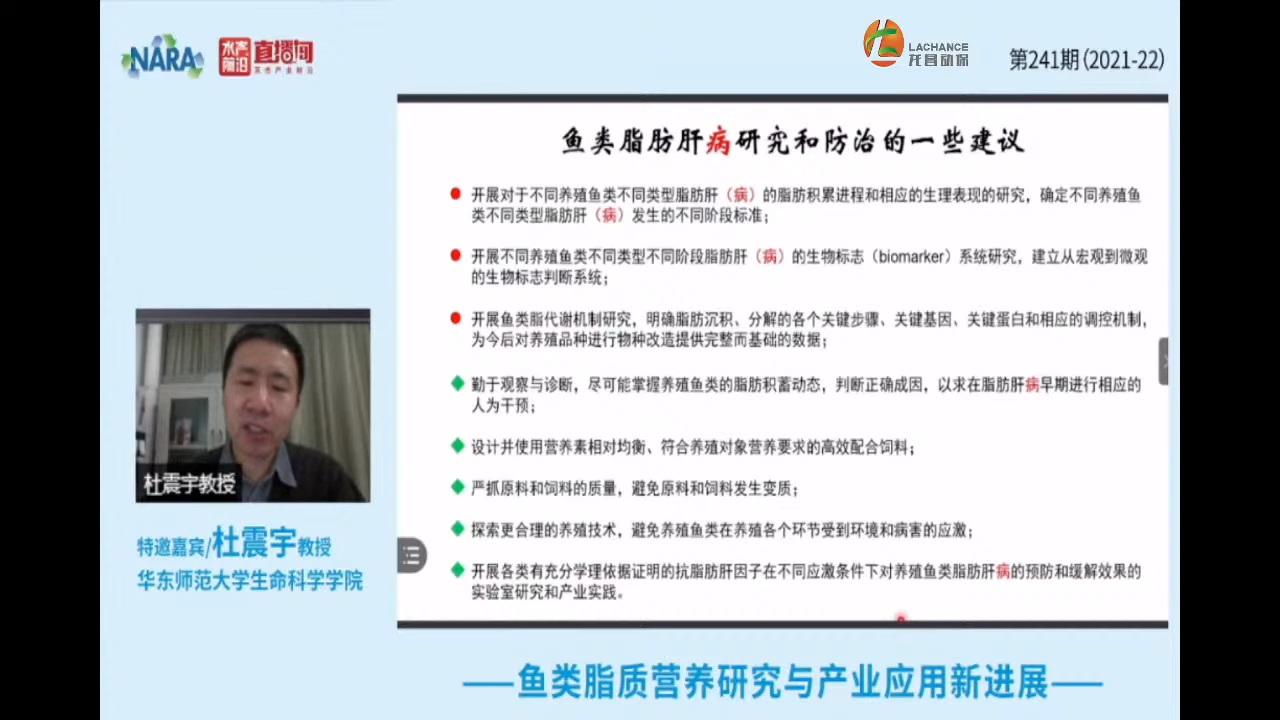 NARA
水产前沿
直播间
LACHANCE
龙昌动保
第241期(2021-22)
鱼类脂肪肝病研究和防治的一些建议
开展对于不同养殖鱼类不同类型脂肪肝（病）的脂肪积累进程和相应的生理表现的研究，确定不同养殖鱼
类不同类型脂肪肝（病）发生的不同阶段标准；
开展不同养殖鱼类不同类型不同阶段脂肪肝（病）的生物标志（biomarker）系统研究，建立从宏观到微观
的生物标志判断系统；
开展鱼类脂代谢机制研究，明确脂肪沉积、分解的各个关键步骤、关键基因、关键蛋白和相应的调控机制，
为今后对养殖品种进行物种改造提供完整而基础的数据；
勤于观察与诊断，尽可能掌握养殖鱼类的脂肪积蓄动态，判断正确成因，以求在脂肪肝病早期进行相应的
人为干预；
设计并使用营养素相对均衡、符合养殖对象营养要求的高效配合饲料；
严抓原料和饲料的质量，避免原料和饲料发生变质；
探索更合理的养殖技术，避免养殖鱼类在养殖各个环节受到环境和病害的应激；
开展各类有充分学理依据证明的抗脂肪肝因子在不同应激条件下对养殖鱼类脂肪肝病的预防和缓解效果的
实验室研究和产业实践。
杜震宇教授
特邀嘉宾/杜震宇教授
华东师范大学生命科学学院
——鱼类脂质营养研究与产业应用新进展——